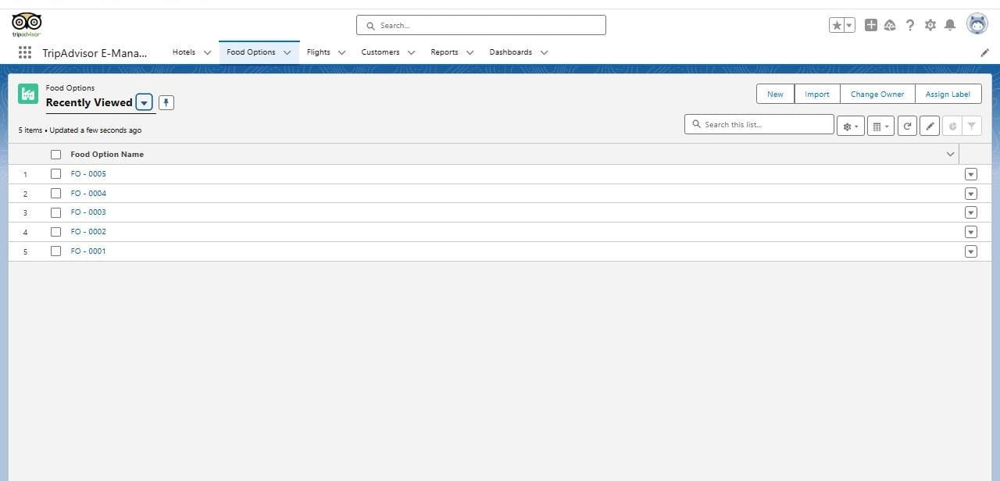 tripadvisor
Search...
TripAdvisor E-Mana...
Hotels
Food Options
Flights
Customers
Reports
Dashboards
Food Options
Recently Viewed
New
Import
Change Owner
Assign Label
5 items • Updated a few seconds ago
Search this list...
Food Option Name
1 FO - 0005
2 FO - 0004
3 FO - 0003
4 FO - 0002
5 FO - 0001